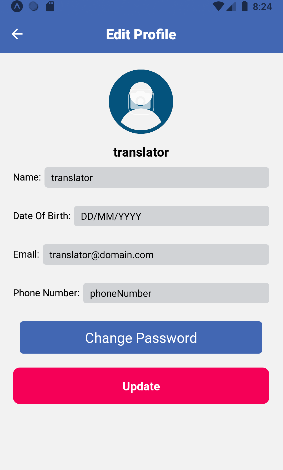 8:24
Edit Profile
translator
Name: translator
Date Of Birth: DD/MM/YYYY
Email: translator@domain.com
Phone Number: phoneNumber
Change Password
Update